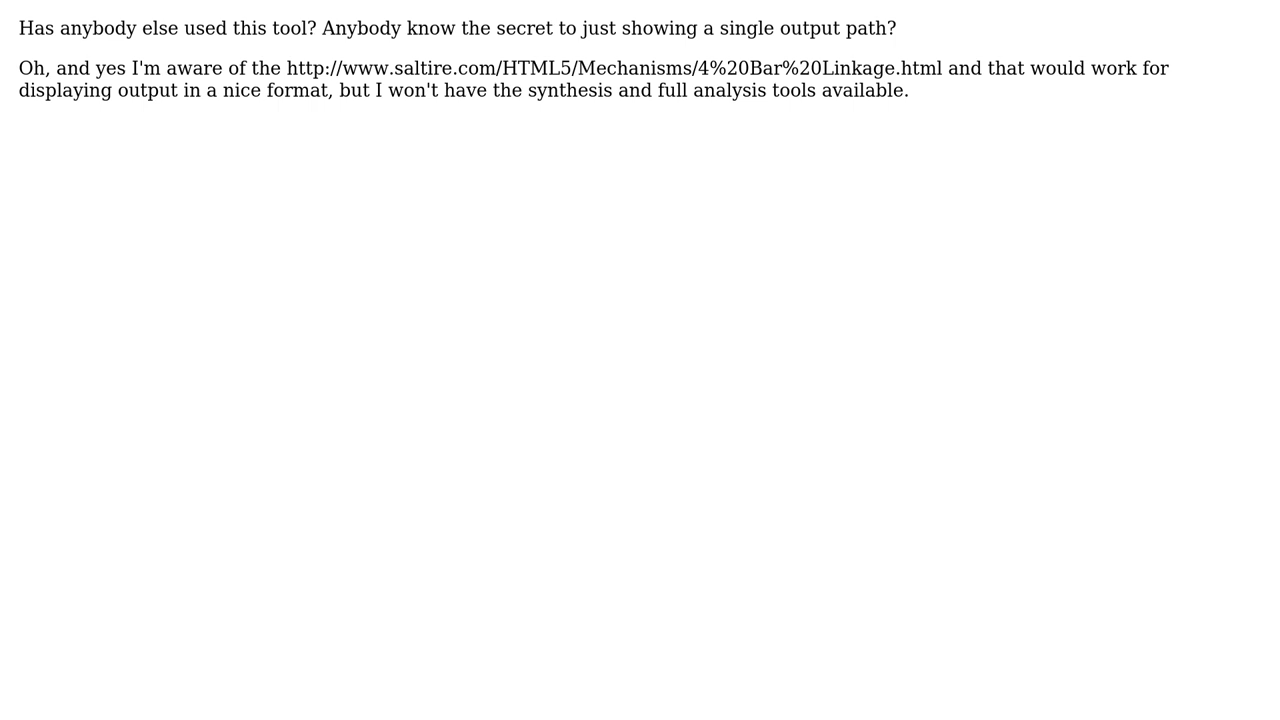 Has anybody else used this tool? Anybody know the secret to just showing a single output path?
Oh, and yes I'm aware of the http://www.saltire.com/HTML5/Mechanisms/4%20Bar%20Linkage.html and that would work for
displaying output in a nice format, but I won't have the synthesis and full analysis tools available.